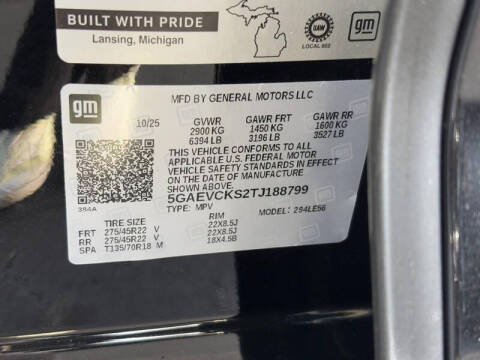 BUILT WITH PRIDE
Lansing, Michigan
UAW
LOCAL 602
gm
gm
MFD BY GENERAL MOTORS LLC
10/25 GVWR GAWR FRT GAWR RR
2900 KG 1450 KG 1600 KG
6394 LB 3196 LB 3527 LB
THIS VEHICLE CONFORMS TO ALL
APPLICABLE U.S. FEDERAL MOTOR
VEHICLE SAFETY STANDARDS IN EFFECT
ON THE DATE OF MANUFACTURE SHOWN
ABOVE.
5GAEVCKS2TJ188799
384A TYPE: MPV MODEL: 294LE56
TIRE SIZE RIM
FRT 275/45R22 V 22X8.5J
RR 275/45R22 V 22X8.5J
SPA T135/70R18 M 18X4.5B